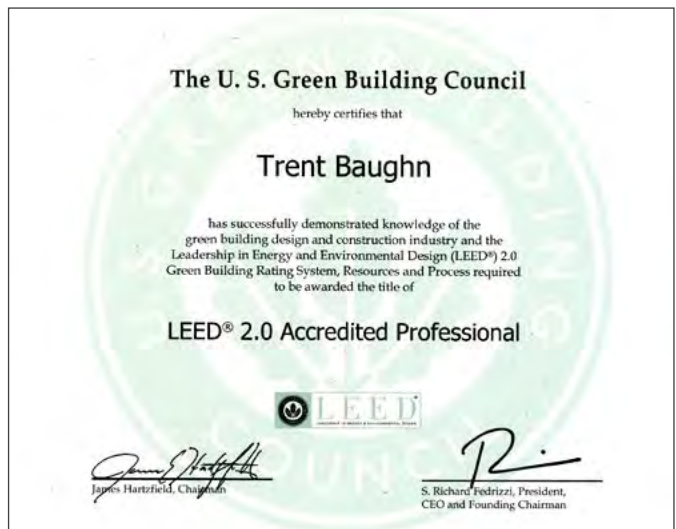 The U. S. Green Building Council
hereby certifies that
Trent Baughn
has successfully demonstrated knowledge of the
green building design and construction industry and the
Leadership in Energy and Environmental Design (LEED®) 2.0
Green Building Rating System, Resources and Process required
to be awarded the title of
LEED® 2.0 Accredited Professional
LEED
James Hartzfield, Chairman
S. Richard Fedrizzi, President,
CEO and Founding Chairman
U.S. GREEN BUILDING COUNCIL